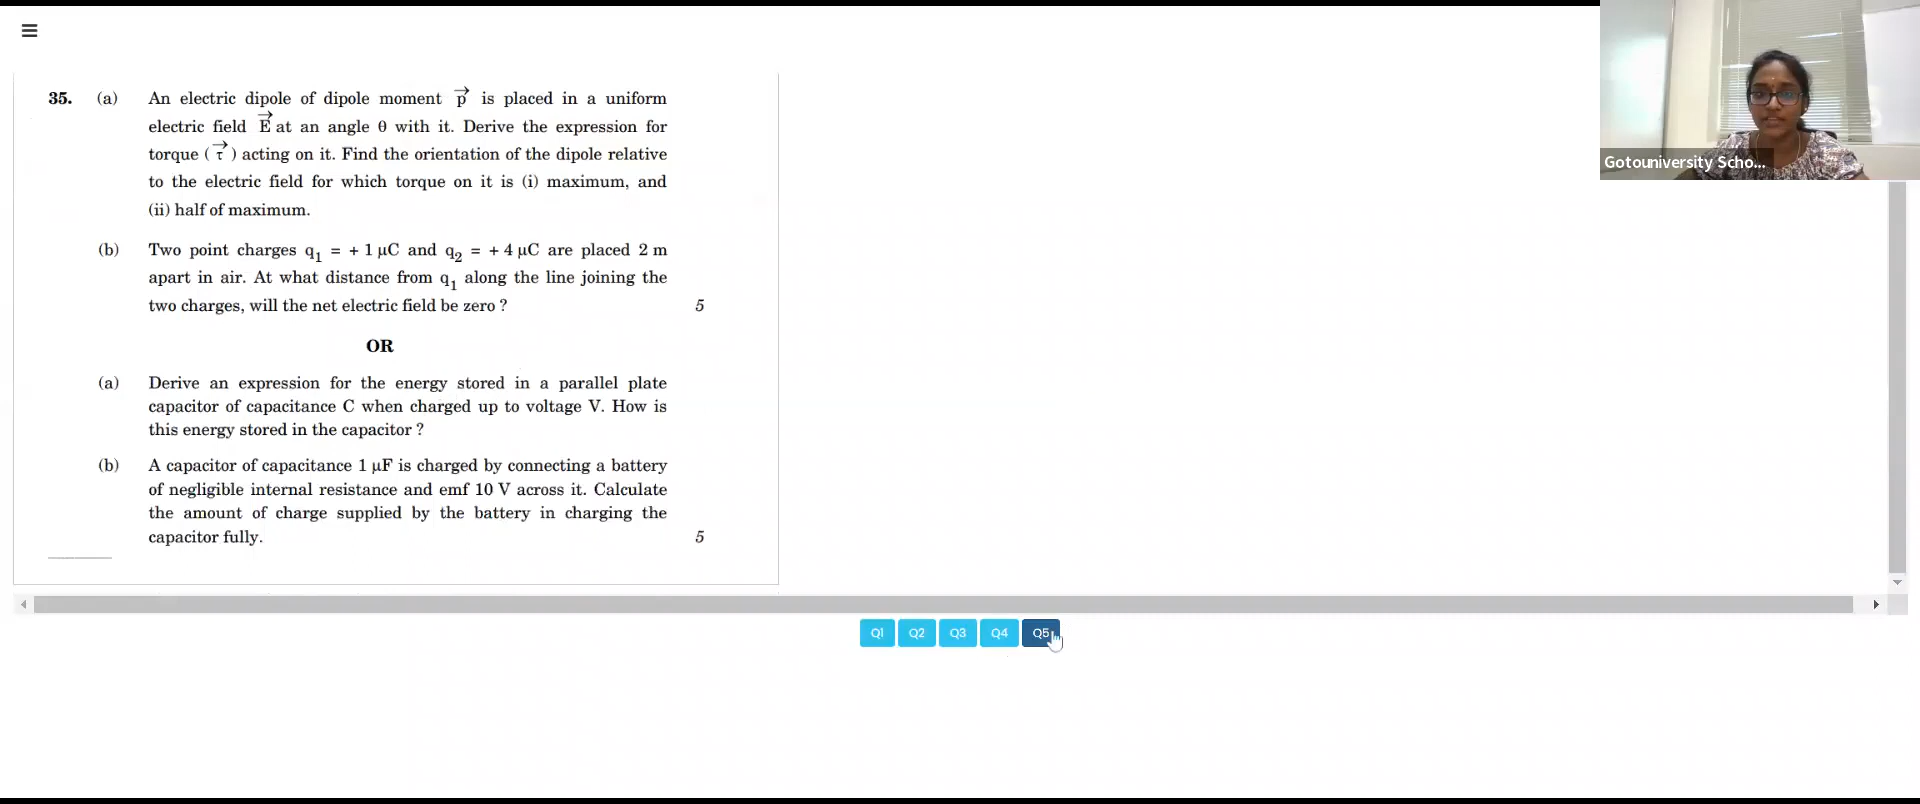 Gotouniversity Scho...
35. (a) An electric dipole of dipole moment p⃗ is placed in a uniform
electric field E⃗ at an angle θ with it. Derive the expression for
torque (τ⃗) acting on it. Find the orientation of the dipole relative
to the electric field for which torque on it is (i) maximum, and
(ii) half of maximum.
(b) Two point charges q₁ = + 1 μC and q₂ = + 4 μC are placed 2 m
apart in air. At what distance from q₁ along the line joining the
two charges, will the net electric field be zero ? 5
OR
(a) Derive an expression for the energy stored in a parallel plate
capacitor of capacitance C when charged up to voltage V. How is
this energy stored in the capacitor ?
(b) A capacitor of capacitance 1 μF is charged by connecting a battery
of negligible internal resistance and emf 10 V across it. Calculate
the amount of charge supplied by the battery in charging the
capacitor fully. 5
Q1 Q2 Q3 Q4 Q5